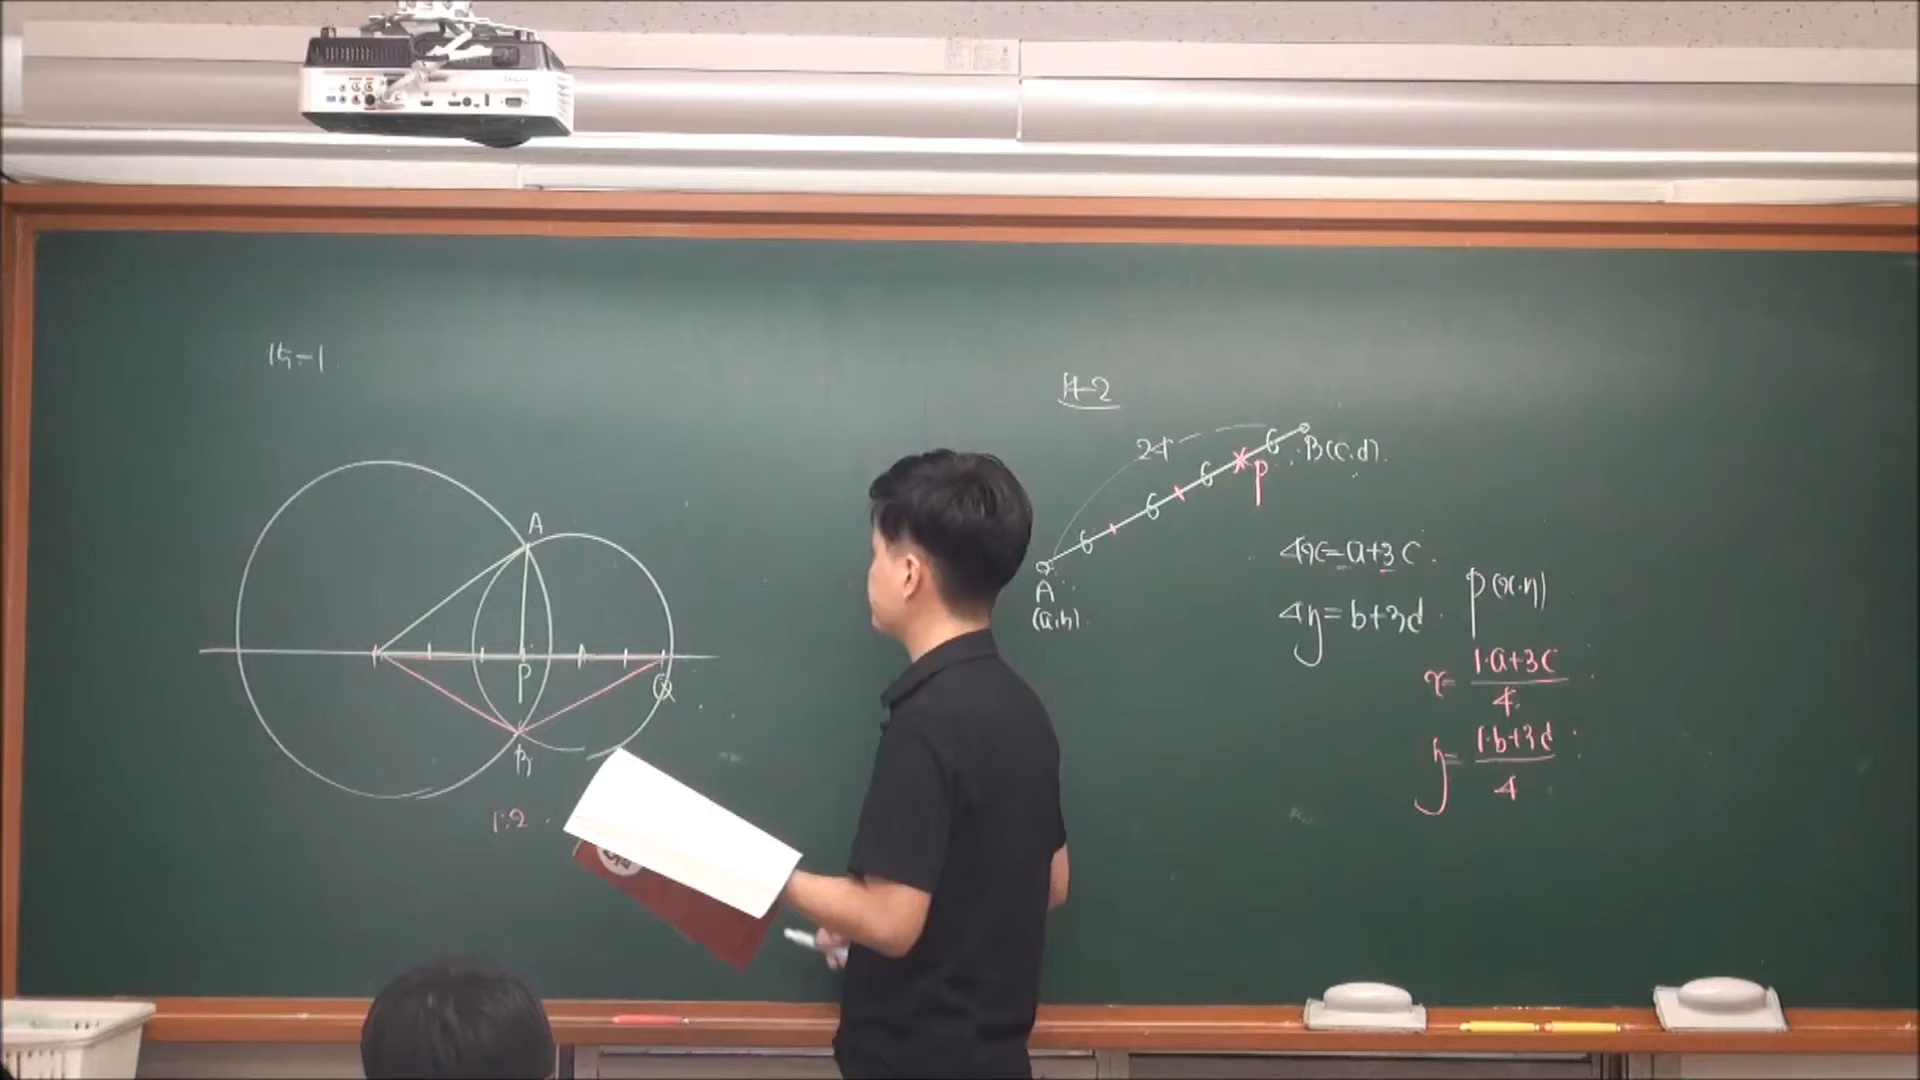 15-1
A
P
Q
B
1:2
14-2
24
6
6
6
6
P
B(c,d)
A
(a,b)
4x=a+3c
4y=b+3d
P(x,y)
x=1·a+3c/4
y=1·b+3d/4